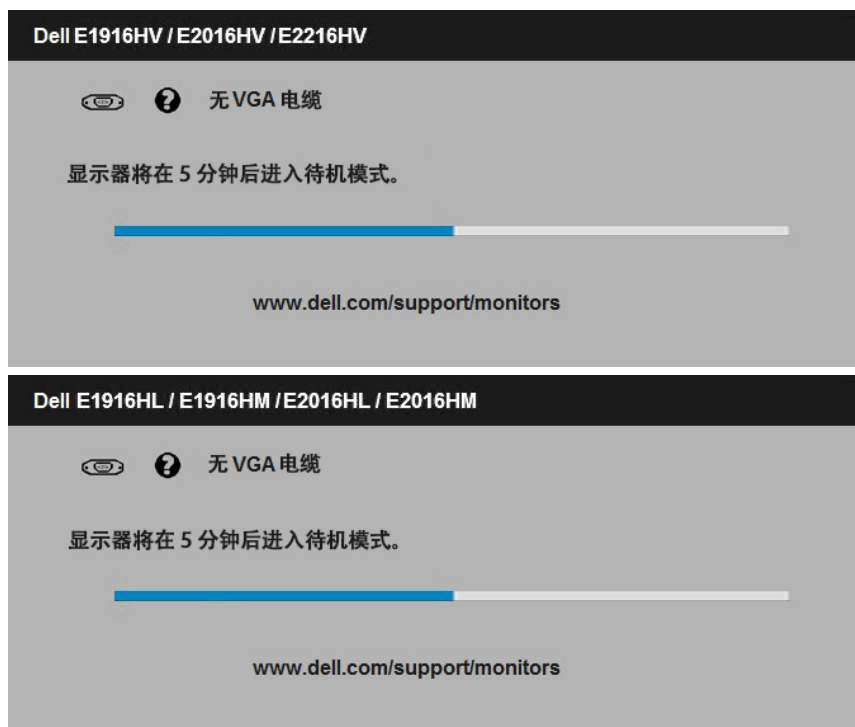 Dell E1916HV / E2016HV / E2216HV
无 VGA 电缆
显示器将在 5 分钟后进入待机模式。
www.dell.com/support/monitors
Dell E1916HL / E1916HM / E2016HL / E2016HM
无 VGA 电缆
显示器将在 5 分钟后进入待机模式。
www.dell.com/support/monitors